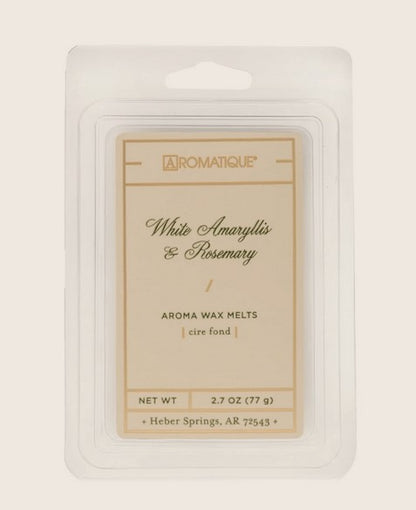 AROMATIQUE®
White Amaryllis
& Rosemary
/
AROMA WAX MELTS
| cire fond |
NET WT 2.7 OZ (77 g)
+ Heber Springs, AR 72543 +